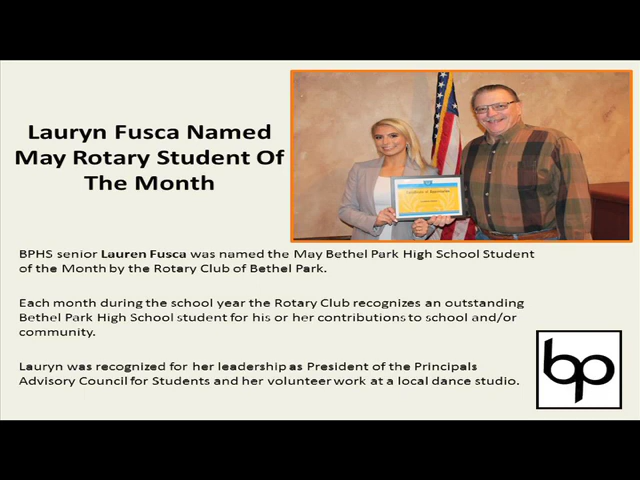 Lauryn Fusca Named
May Rotary Student Of
The Month
BPHS senior Lauren Fusca was named the May Bethel Park High School Student
of the Month by the Rotary Club of Bethel Park.
Each month during the school year the Rotary Club recognizes an outstanding
Bethel Park High School student for his or her contributions to school and/or
community.
Lauryn was recognized for her leadership as President of the Principals
Advisory Council for Students and her volunteer work at a local dance studio.
bp
Certificate of Appreciation